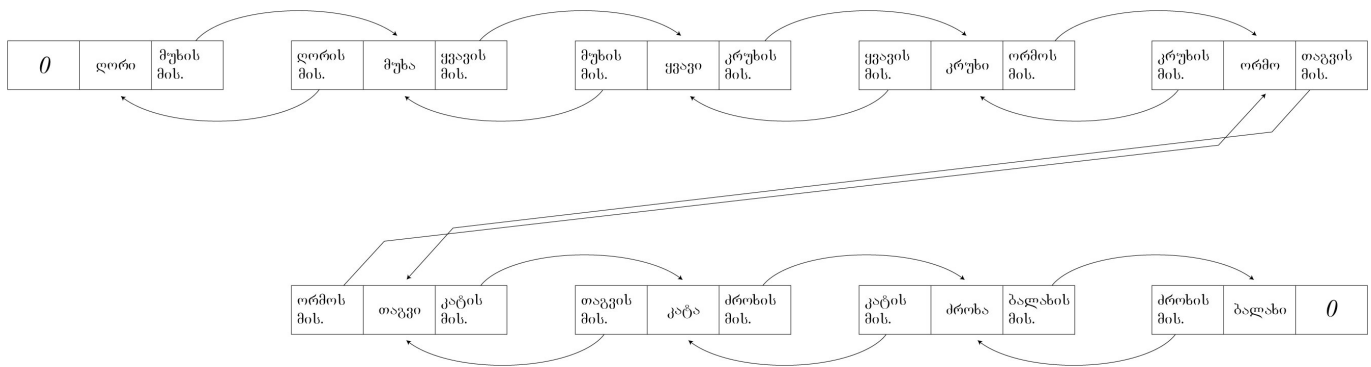 0 ღორი მუხის მის.
ღორის მის. მუხა ყვავის მის.
მუხის მის. ყვავი კრუხის მის.
ყვავის მის. კრუხი ორმოს მის.
კრუხის მის. ორმო თაგვის მის.
ორმოს მის. თაგვი კატის მის.
თაგვის მის. კატა ძროხის მის.
კატის მის. ძროხა ბალახის მის.
ძროხის მის. ბალახი 0